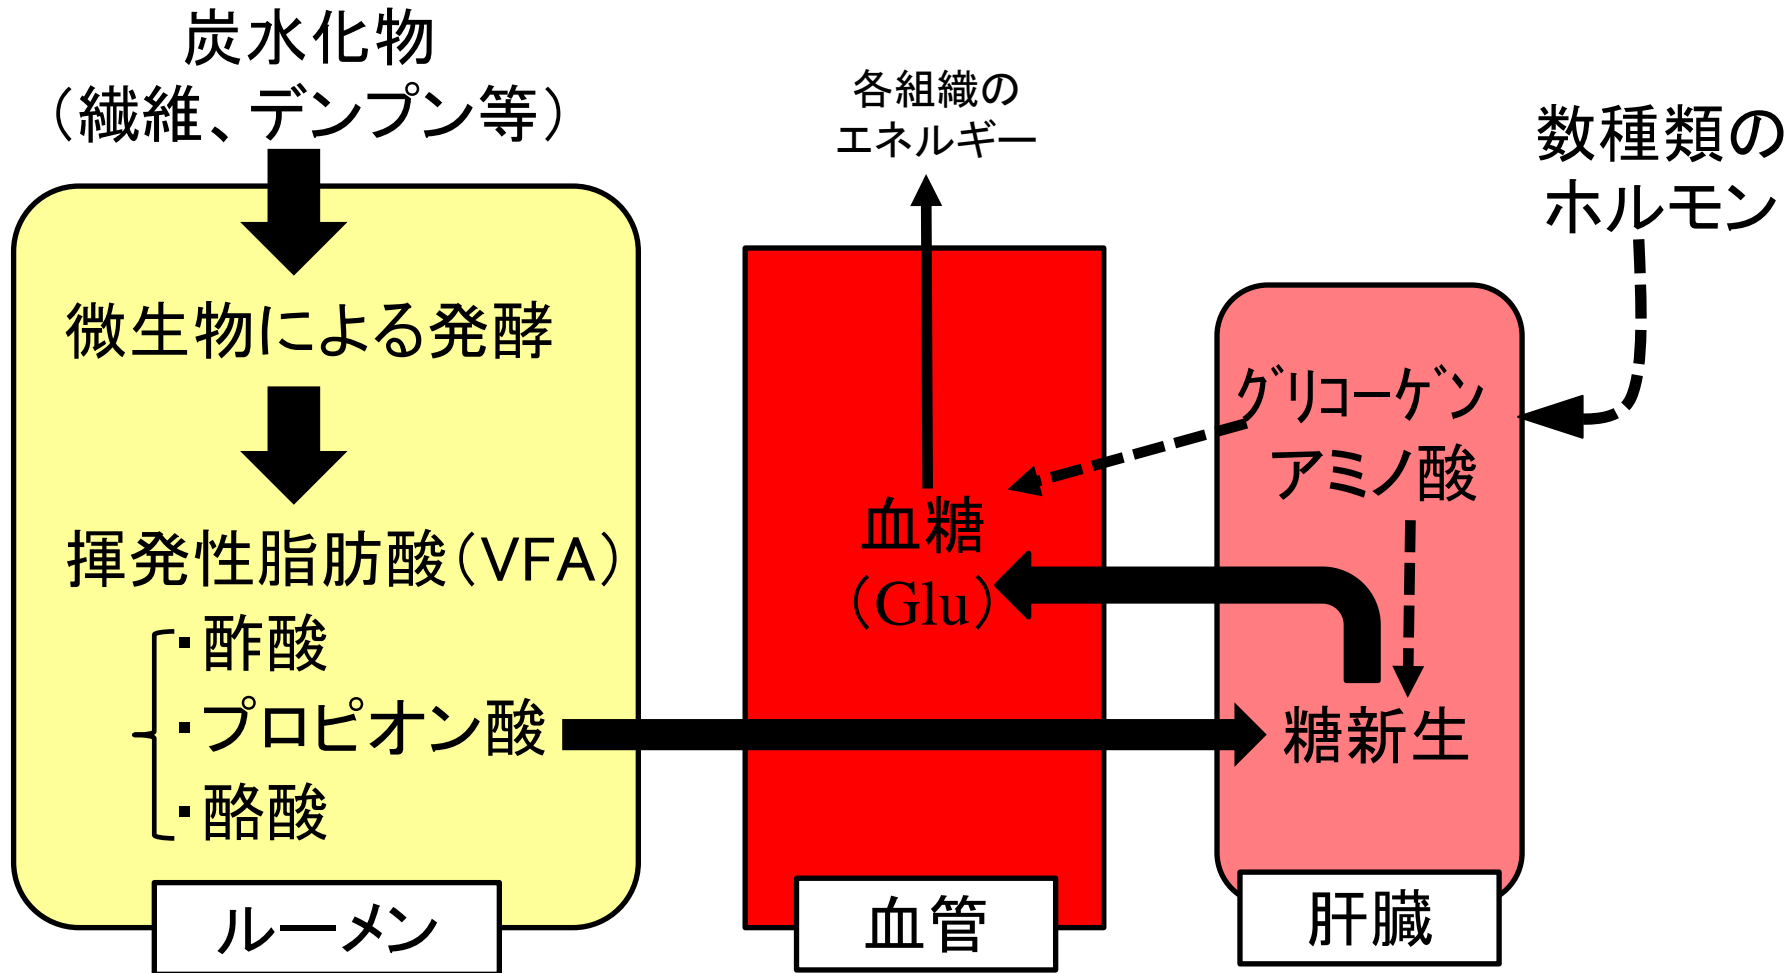 炭水化物
（繊維、デンプン等）
微生物による発酵
揮発性脂肪酸（VFA）
・酢酸
・プロピオン酸
・酪酸
ルーメン
各組織の
エネルギー
血糖
（Glu）
血管
数種類の
ホルモン
ｸﾞﾘｺｰｹﾞﾝ
アミノ酸
糖新生
肝臓